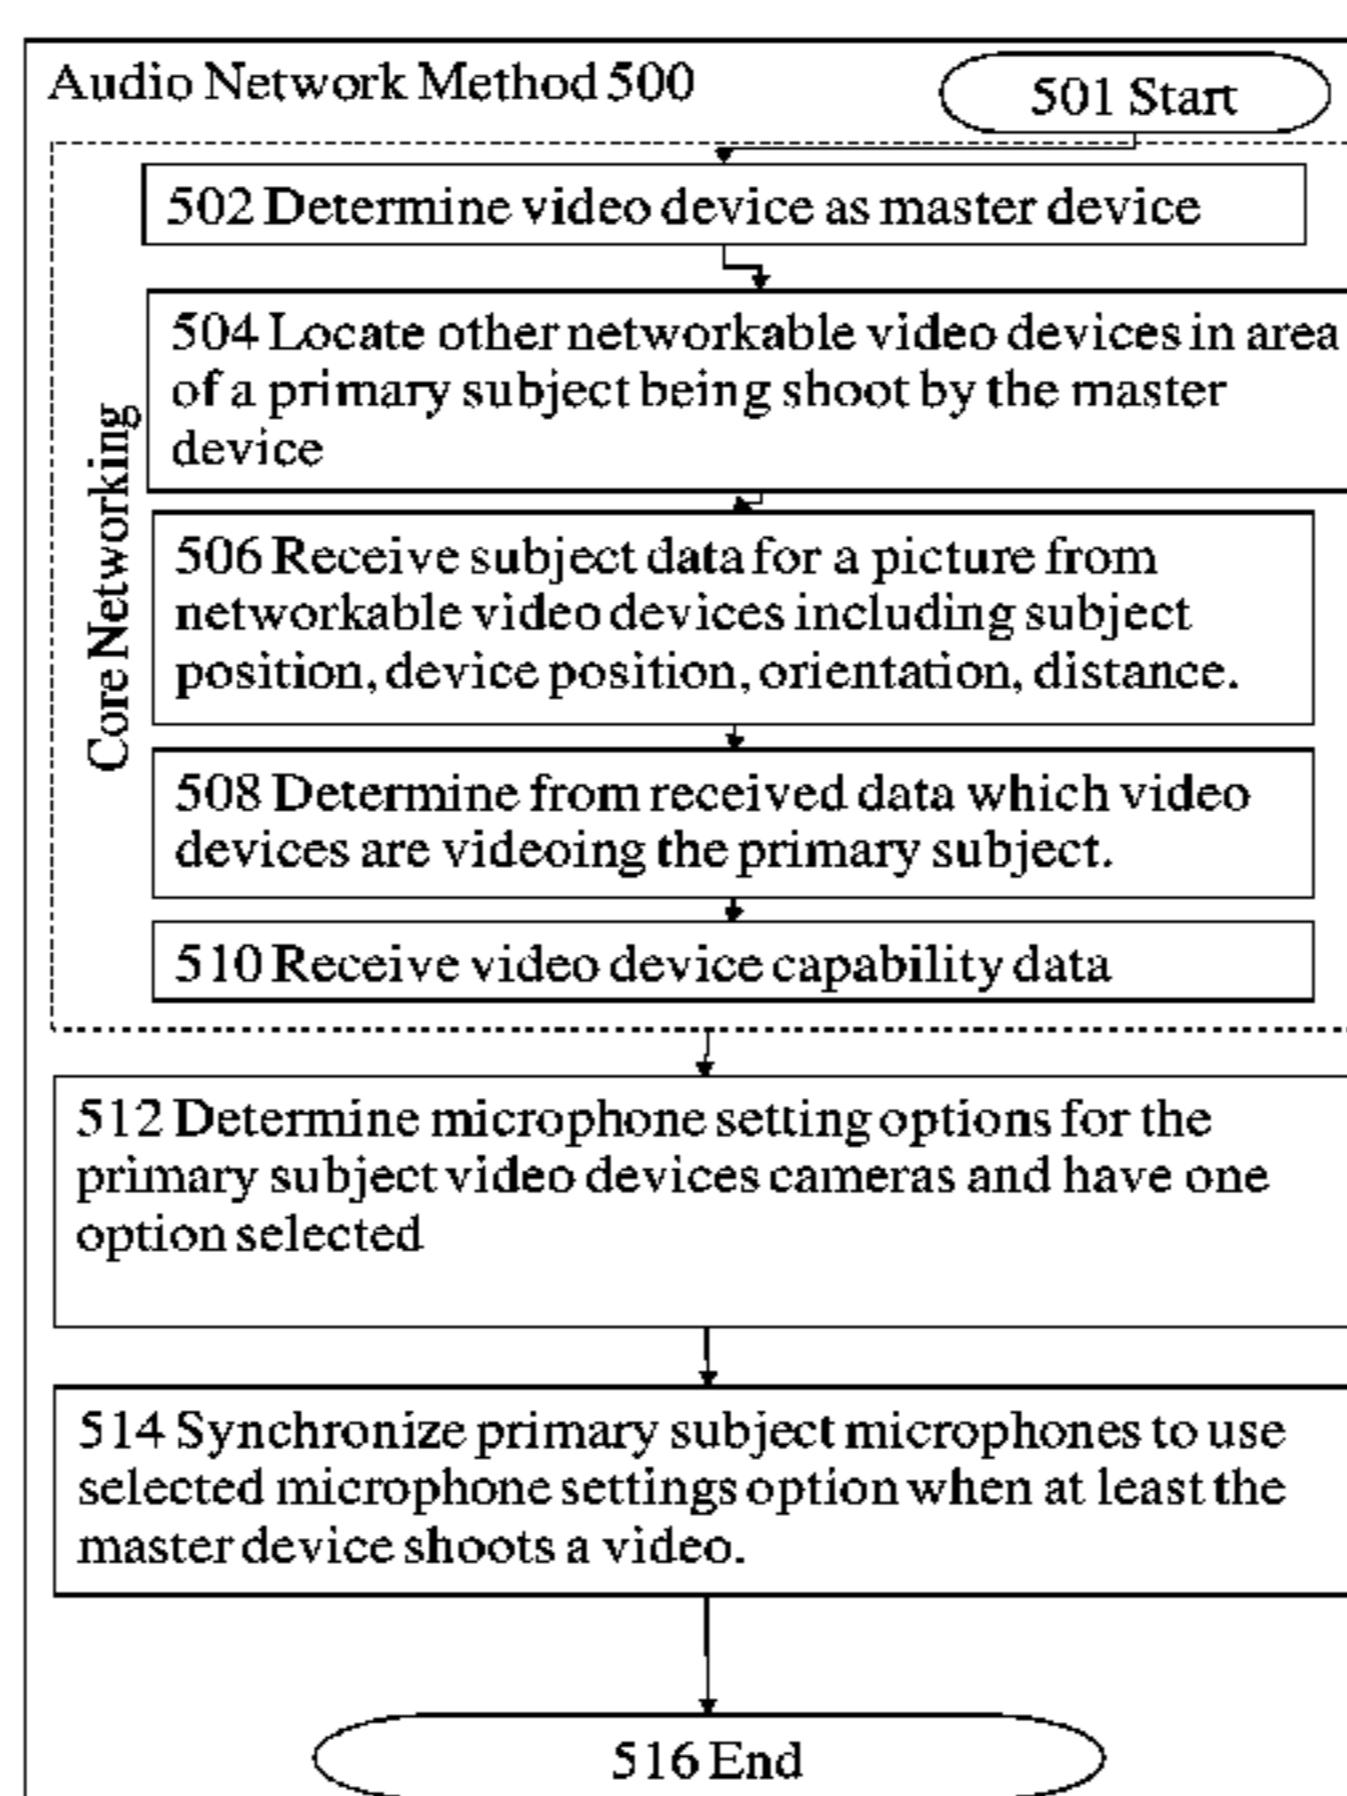 Audio Network Method 500
501 Start
Core Networking
502 Determine video device as master device
504 Locate other networkable video devices in area
of a primary subject being shoot by the master
device
506 Receive subject data for a picture from
networkable video devices including subject
position, device position, orientation, distance.
508 Determine from received data which video
devices are videoing the primary subject.
510 Receive video device capability data
512 Determine microphone setting options for the
primary subject video devices cameras and have one
option selected
514 Synchronize primary subject microphones to use
selected microphone settings option when at least the
master device shoots a video.
516 End